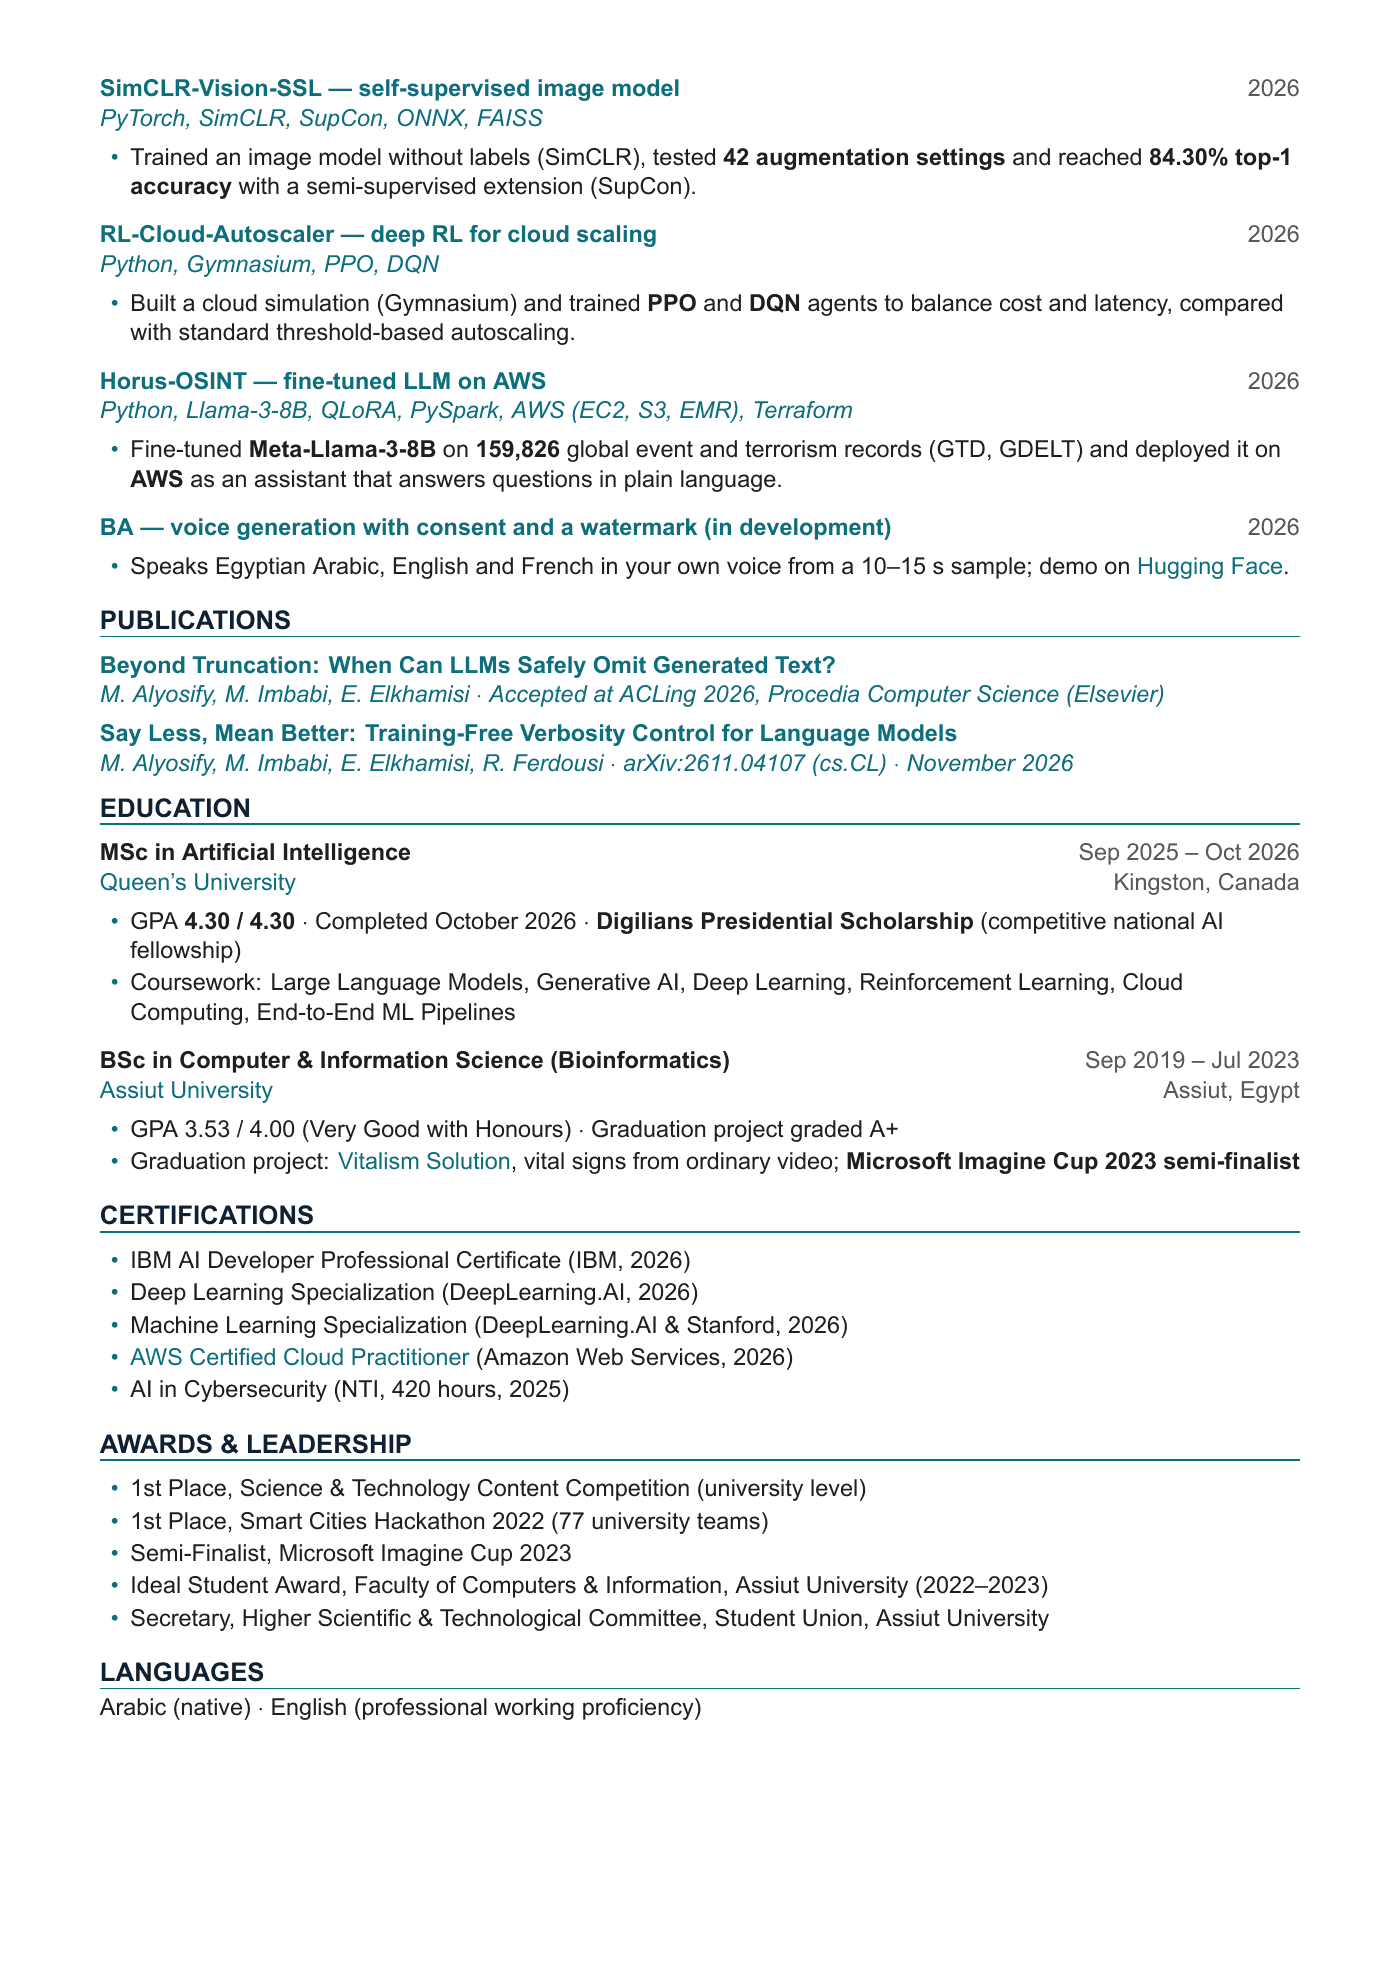 SimCLR-Vision-SSL — self-supervised image model 2026
PyTorch, SimCLR, SupCon, ONNX, FAISS
• Trained an image model without labels (SimCLR), tested 42 augmentation settings and reached 84.30% top-1
accuracy with a semi-supervised extension (SupCon).
RL-Cloud-Autoscaler — deep RL for cloud scaling 2026
Python, Gymnasium, PPO, DQN
• Built a cloud simulation (Gymnasium) and trained PPO and DQN agents to balance cost and latency, compared
with standard threshold-based autoscaling.
Horus-OSINT — fine-tuned LLM on AWS 2026
Python, Llama-3-8B, QLoRA, PySpark, AWS (EC2, S3, EMR), Terraform
• Fine-tuned Meta-Llama-3-8B on 159,826 global event and terrorism records (GTD, GDELT) and deployed it on
AWS as an assistant that answers questions in plain language.
BA — voice generation with consent and a watermark (in development) 2026
• Speaks Egyptian Arabic, English and French in your own voice from a 10–15 s sample; demo on Hugging Face.
PUBLICATIONS
Beyond Truncation: When Can LLMs Safely Omit Generated Text?
M. Alyosify, M. Imbabi, E. Elkhamisi · Accepted at ACLing 2026, Procedia Computer Science (Elsevier)
Say Less, Mean Better: Training-Free Verbosity Control for Language Models
M. Alyosify, M. Imbabi, E. Elkhamisi, R. Ferdousi · arXiv:2611.04107 (cs.CL) · November 2026
EDUCATION
MSc in Artificial Intelligence Sep 2025 – Oct 2026
Queen’s University Kingston, Canada
• GPA 4.30 / 4.30 · Completed October 2026 · Digilians Presidential Scholarship (competitive national AI
fellowship)
• Coursework: Large Language Models, Generative AI, Deep Learning, Reinforcement Learning, Cloud
Computing, End-to-End ML Pipelines
BSc in Computer & Information Science (Bioinformatics) Sep 2019 – Jul 2023
Assiut University Assiut, Egypt
• GPA 3.53 / 4.00 (Very Good with Honours) · Graduation project graded A+
• Graduation project: Vitalism Solution, vital signs from ordinary video; Microsoft Imagine Cup 2023 semi-finalist
CERTIFICATIONS
• IBM AI Developer Professional Certificate (IBM, 2026)
• Deep Learning Specialization (DeepLearning.AI, 2026)
• Machine Learning Specialization (DeepLearning.AI & Stanford, 2026)
• AWS Certified Cloud Practitioner (Amazon Web Services, 2026)
• AI in Cybersecurity (NTI, 420 hours, 2025)
AWARDS & LEADERSHIP
• 1st Place, Science & Technology Content Competition (university level)
• 1st Place, Smart Cities Hackathon 2022 (77 university teams)
• Semi-Finalist, Microsoft Imagine Cup 2023
• Ideal Student Award, Faculty of Computers & Information, Assiut University (2022–2023)
• Secretary, Higher Scientific & Technological Committee, Student Union, Assiut University
LANGUAGES
Arabic (native) · English (professional working proficiency)